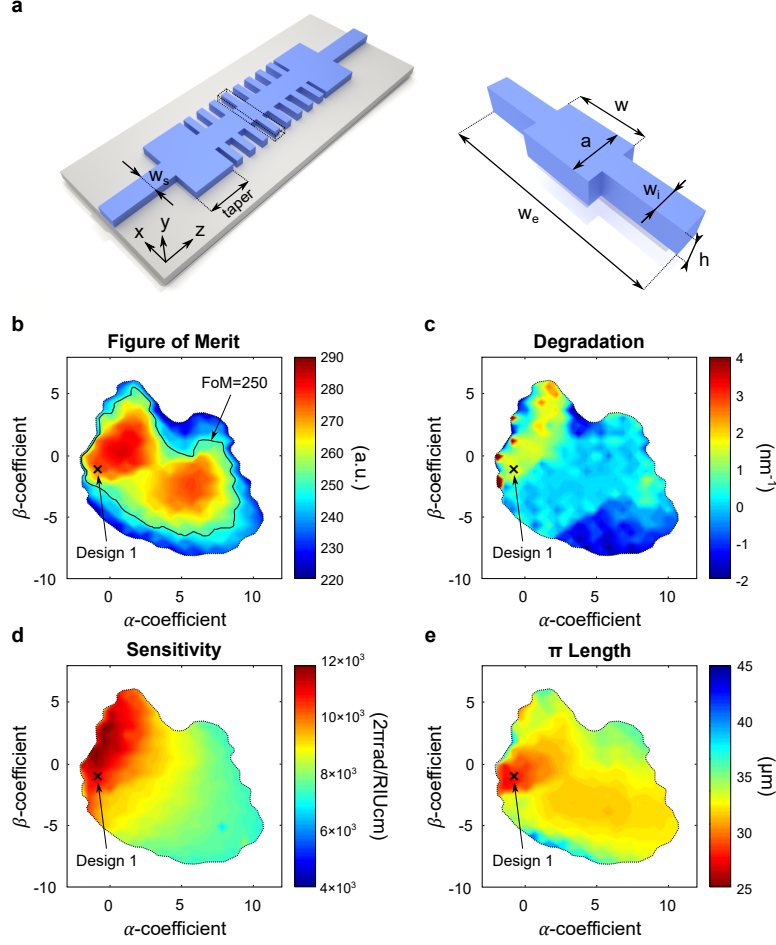 a
w_s
taper
x
y
z
w
a
w_i
w_e
h
b
Figure of Merit
FoM=250
5
0
-5
-10
β-coefficient
Design 1
0
5
10
α-coefficient
290
280
270
260
250
240
230
220
(a.u.)
c
Degradation
5
0
-5
-10
β-coefficient
Design 1
0
5
10
α-coefficient
4
3
2
1
0
-1
-2
(nm⁻¹)
d
Sensitivity
5
0
-5
-10
β-coefficient
Design 1
0
5
10
α-coefficient
12×10³
10×10³
8×10³
6×10³
4×10³
(2πrad/RIUcm)
e
π Length
5
0
-5
-10
β-coefficient
Design 1
0
5
10
α-coefficient
45
40
35
30
25
(μm)